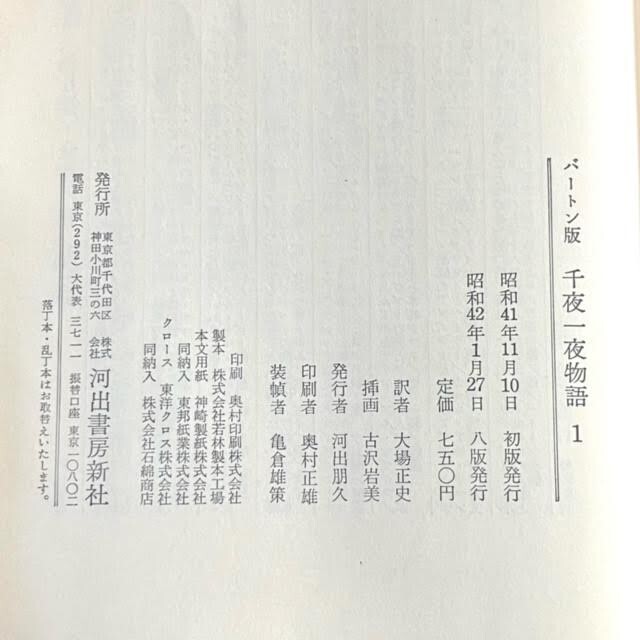 バートン版 千夜一夜物語 1
昭和41年11月10日 初版発行
昭和42年1月27日 八版発行
定価 七五〇円
訳者 大場正史
挿画 古沢岩美
発行者 河出朋久
印刷者 奥村正雄
装幀者 亀倉雄策
印刷 奥村印刷株式会社
製本 株式会社若林製本工場
本文用紙 神崎製紙株式会社
同納入 東邦紙業株式会社
クロース 東洋クロス株式会社
同納入 株式会社石綿商店
発行所 東京都千代田区神田小川町三の六 株式会社 河出書房新社
電話 東京(292)大代表 三七一一 振替口座 東京一〇八〇二
落丁本・乱丁本はお取替えいたします。